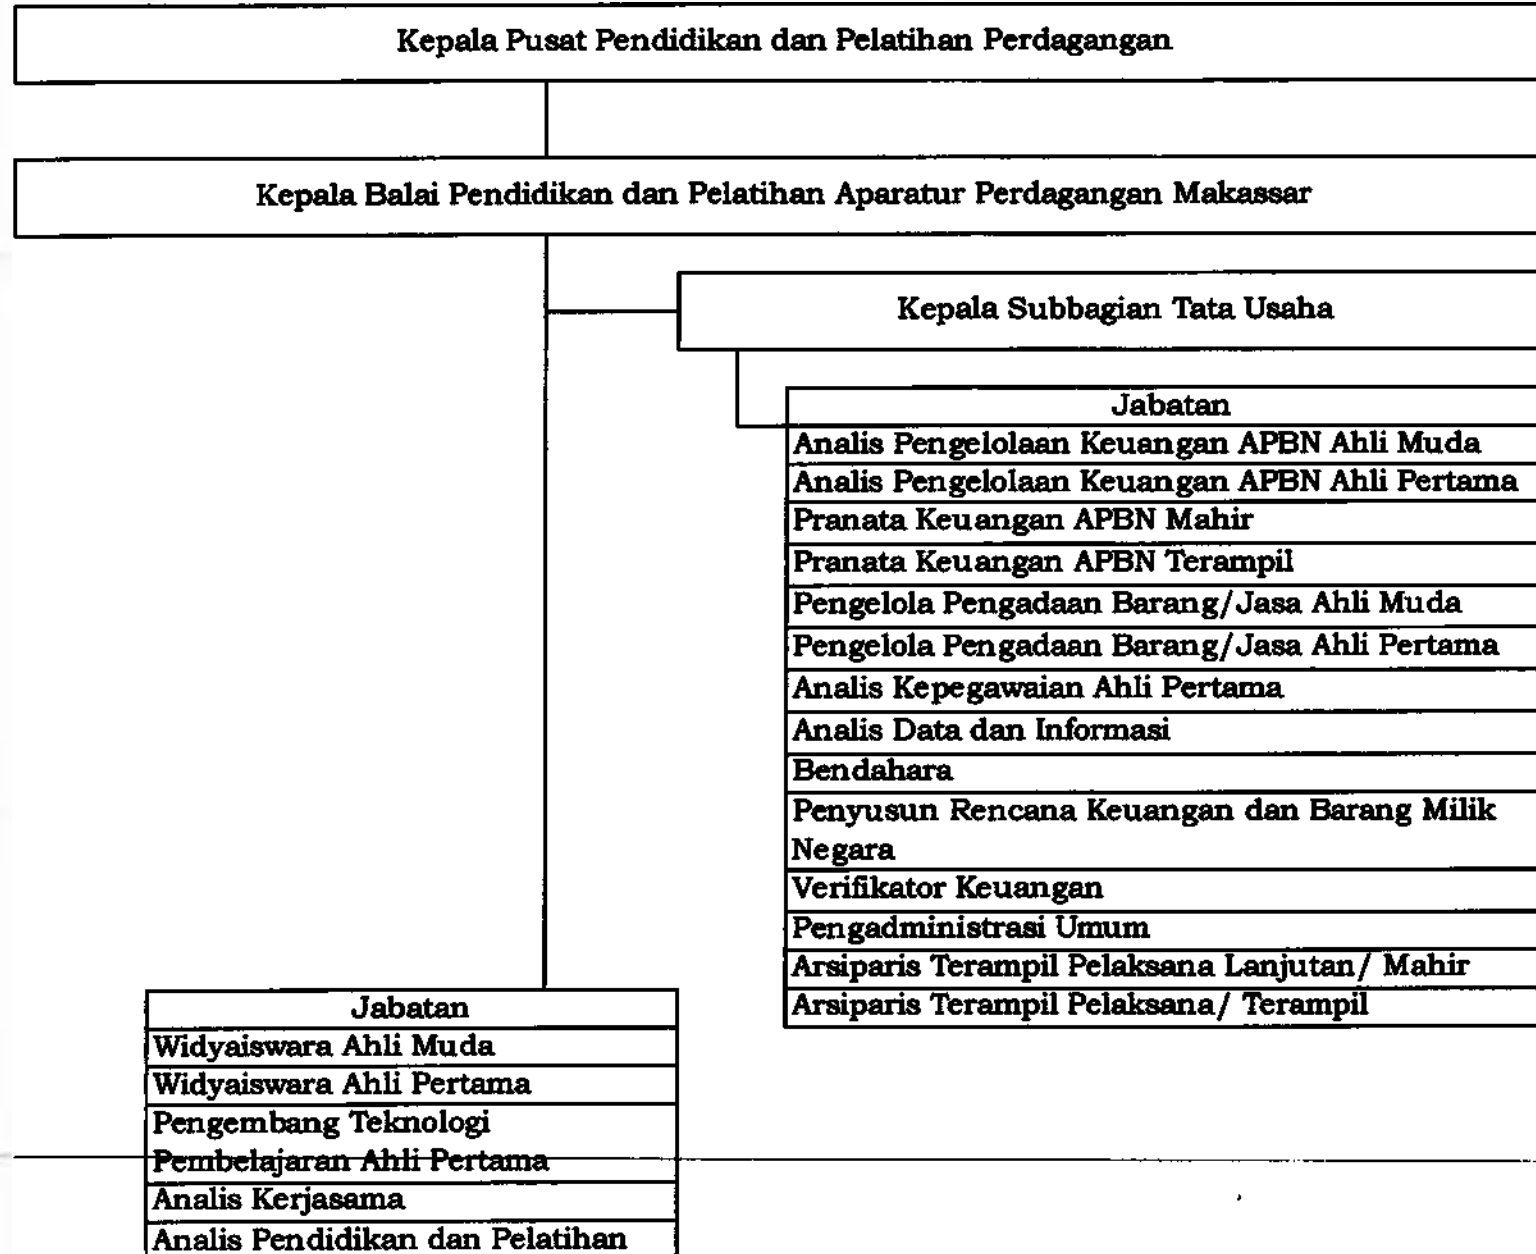 Kepala Pusat Pendidikan dan Pelatihan Perdagangan
Kepala Balai Pendidikan dan Pelatihan Aparatur Perdagangan Makassar
Kepala Subbagian Tata Usaha
Jabatan
Analis Pengelolaan Keuangan APBN Ahli Muda
Analis Pengelolaan Keuangan APBN Ahli Pertama
Pranata Keuangan APBN Mahir
Pranata Keuangan APBN Terampil
Pengelola Pengadaan Barang/Jasa Ahli Muda
Pengelola Pengadaan Barang/Jasa Ahli Pertama
Analis Kepegawaian Ahli Pertama
Analis Data dan Informasi
Bendahara
Penyusun Rencana Keuangan dan Barang Milik
Negara
Verifikator Keuangan
Pengadministrasi Umum
Arsiparis Terampil Pelaksana Lanjutan/ Mahir
Arsiparis Terampil Pelaksana/ Terampil
Jabatan
Widyaiswara Ahli Muda
Widyaiswara Ahli Pertama
Pengembang Teknologi
Pembelajaran Ahli Pertama
Analis Kerjasama
Analis Pendidikan dan Pelatihan